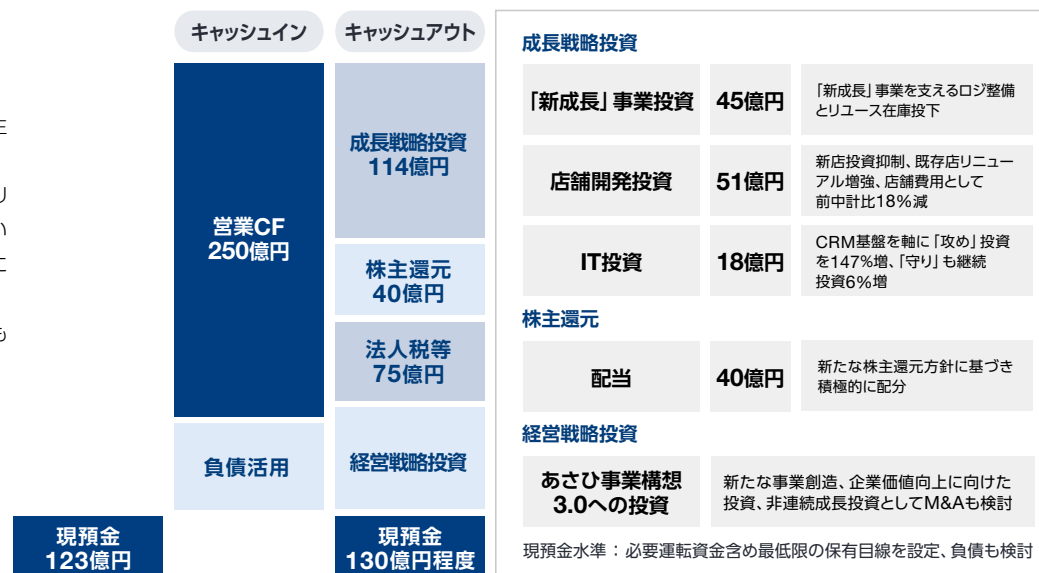 キャッシュイン
キャッシュアウト
営業CF
250億円
負債活用
現預金
123億円
成長戦略投資
114億円
株主還元
40億円
法人税等
75億円
経営戦略投資
現預金
130億円程度
成長戦略投資
「新成長」事業投資
45億円
「新成長」事業を支えるロジ整備
とリユース在庫投下
店舗開発投資
51億円
新店投資抑制、既存店リニュー
アル増強、店舗費用として
前中計比18%減
IT投資
18億円
CRM基盤を軸に「攻め」投資
を147%増、「守り」も継続
投資6%増
株主還元
配当
40億円
新たな株主還元方針に基づき
積極的に配分
経営戦略投資
あさひ事業構想
3.0への投資
新たな事業創造、企業価値向上に向けた
投資、非連続成長投資としてM&Aも検討
現預金水準：必要運転資金含め最低限の保有目線を設定、負債も検討